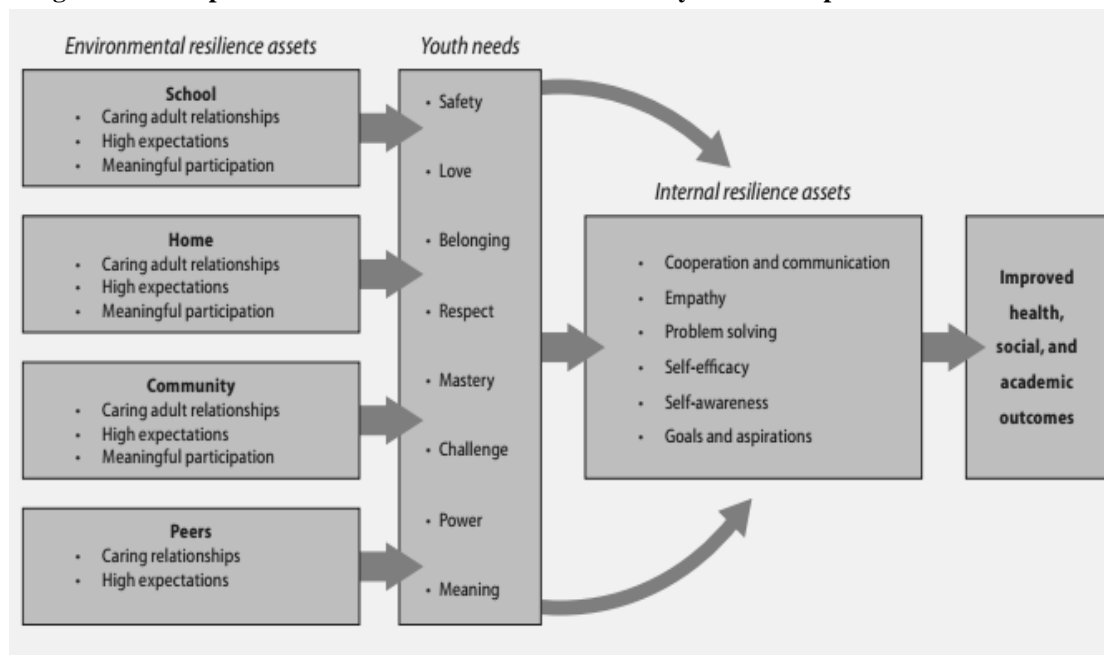 Environmental resilience assets
School
• Caring adult relationships
• High expectations
• Meaningful participation
Home
• Caring adult relationships
• High expectations
• Meaningful participation
Community
• Caring adult relationships
• High expectations
• Meaningful participation
Peers
• Caring relationships
• High expectations
Youth needs
• Safety
• Love
• Belonging
• Respect
• Mastery
• Challenge
• Power
• Meaning
Internal resilience assets
• Cooperation and communication
• Empathy
• Problem solving
• Self-efficacy
• Self-awareness
• Goals and aspirations
Improved
health,
social, and
academic
outcomes